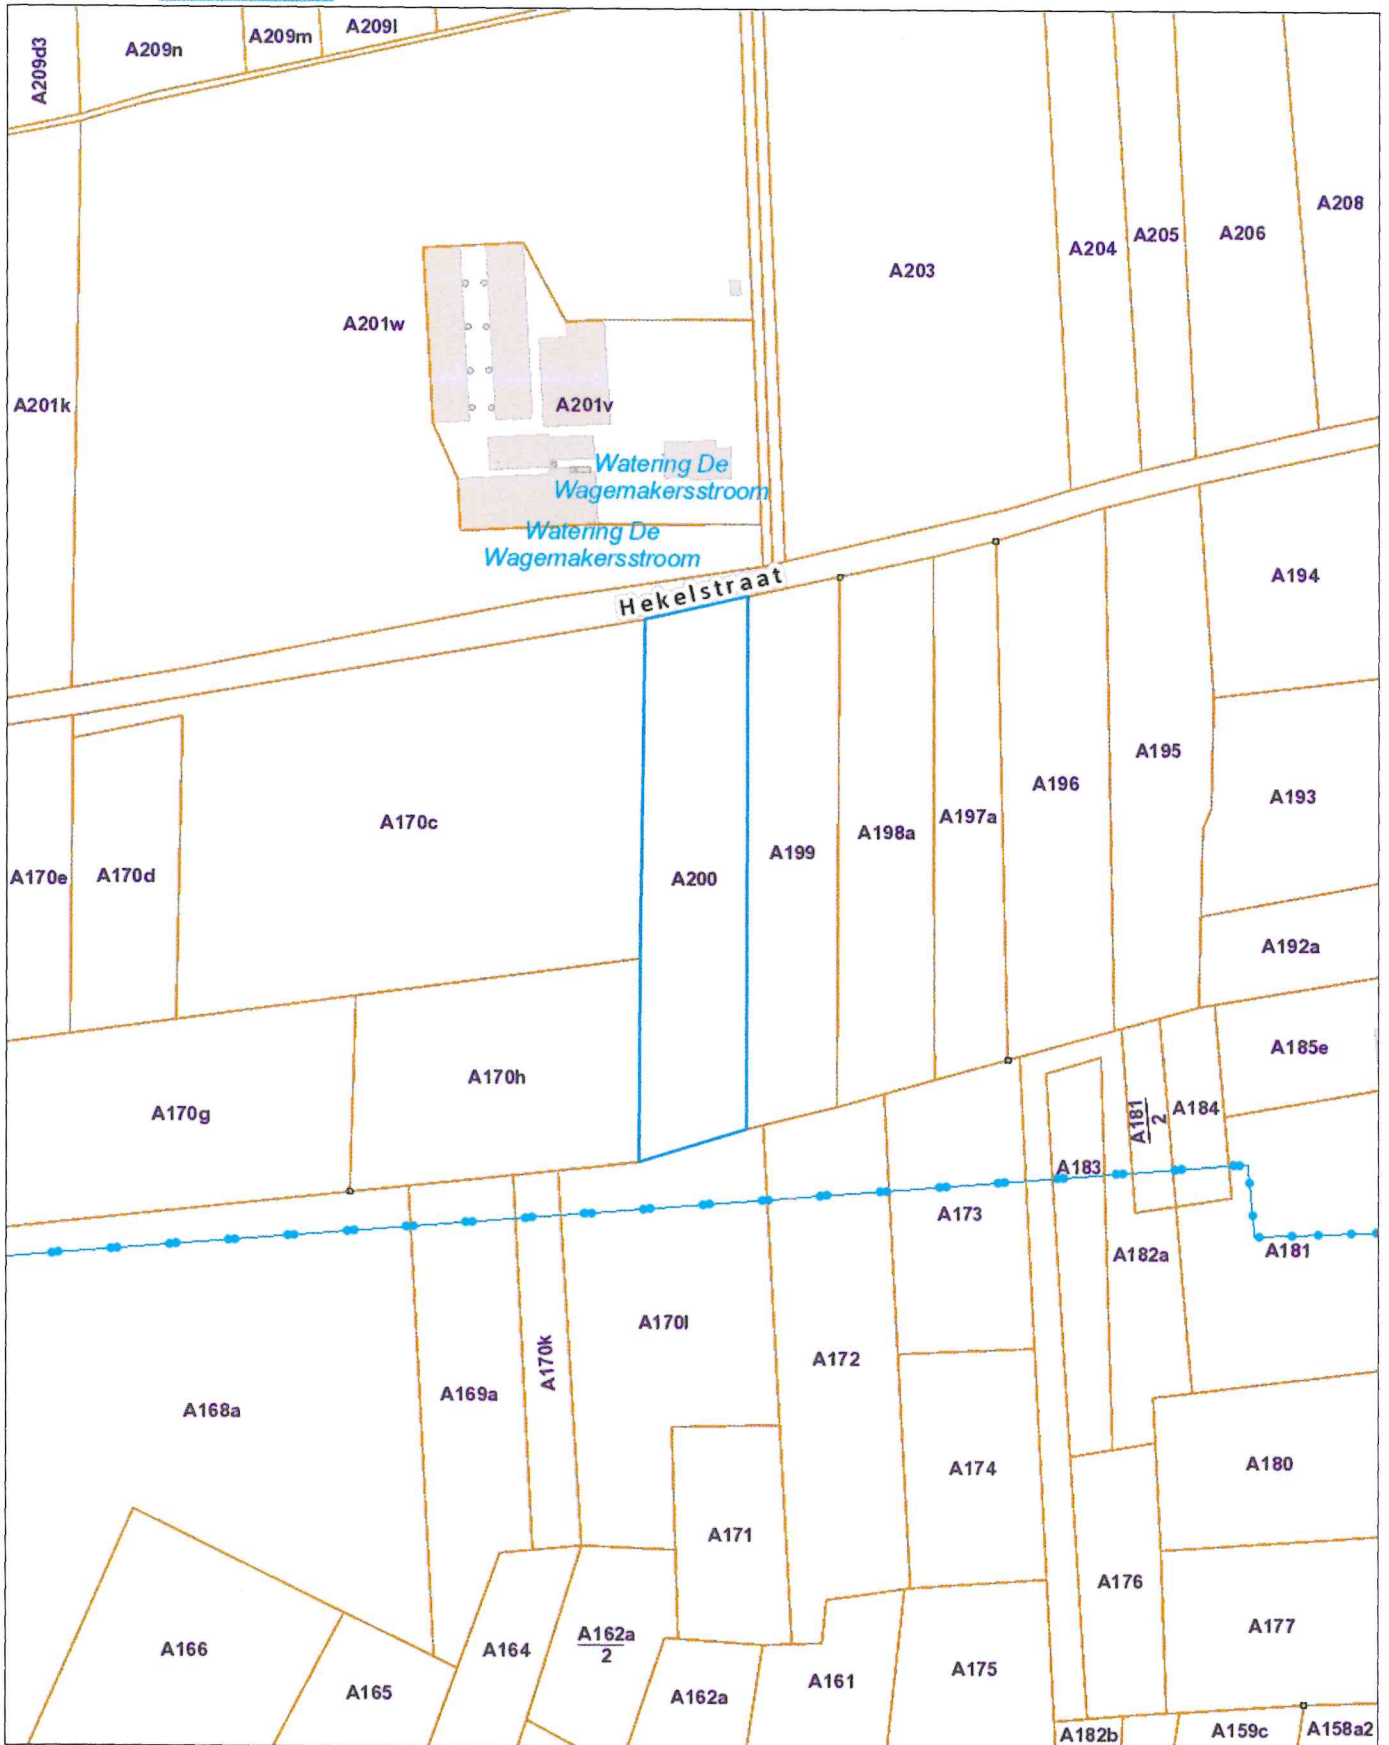 A209d3
A209n
A209m
A209l
A208
A206
A205
A204
A203
A201w
A201k
A201v
Watering De
Wagemakersstroom
Watering De
Wagemakersstroom
Hekelstraat
A194
A195
A196
A193
A197a
A198a
A199
A200
A170c
A170d
A170e
A192a
A185e
A170h
A170g
A181
2
A184
A183
A173
A182a
A181
A170l
A172
A170k
A169a
A168a
A174
A180
A171
A176
A177
A162a
2
A164
A166
A165
A162a
A161
A175
A182b
A159c
A158a2